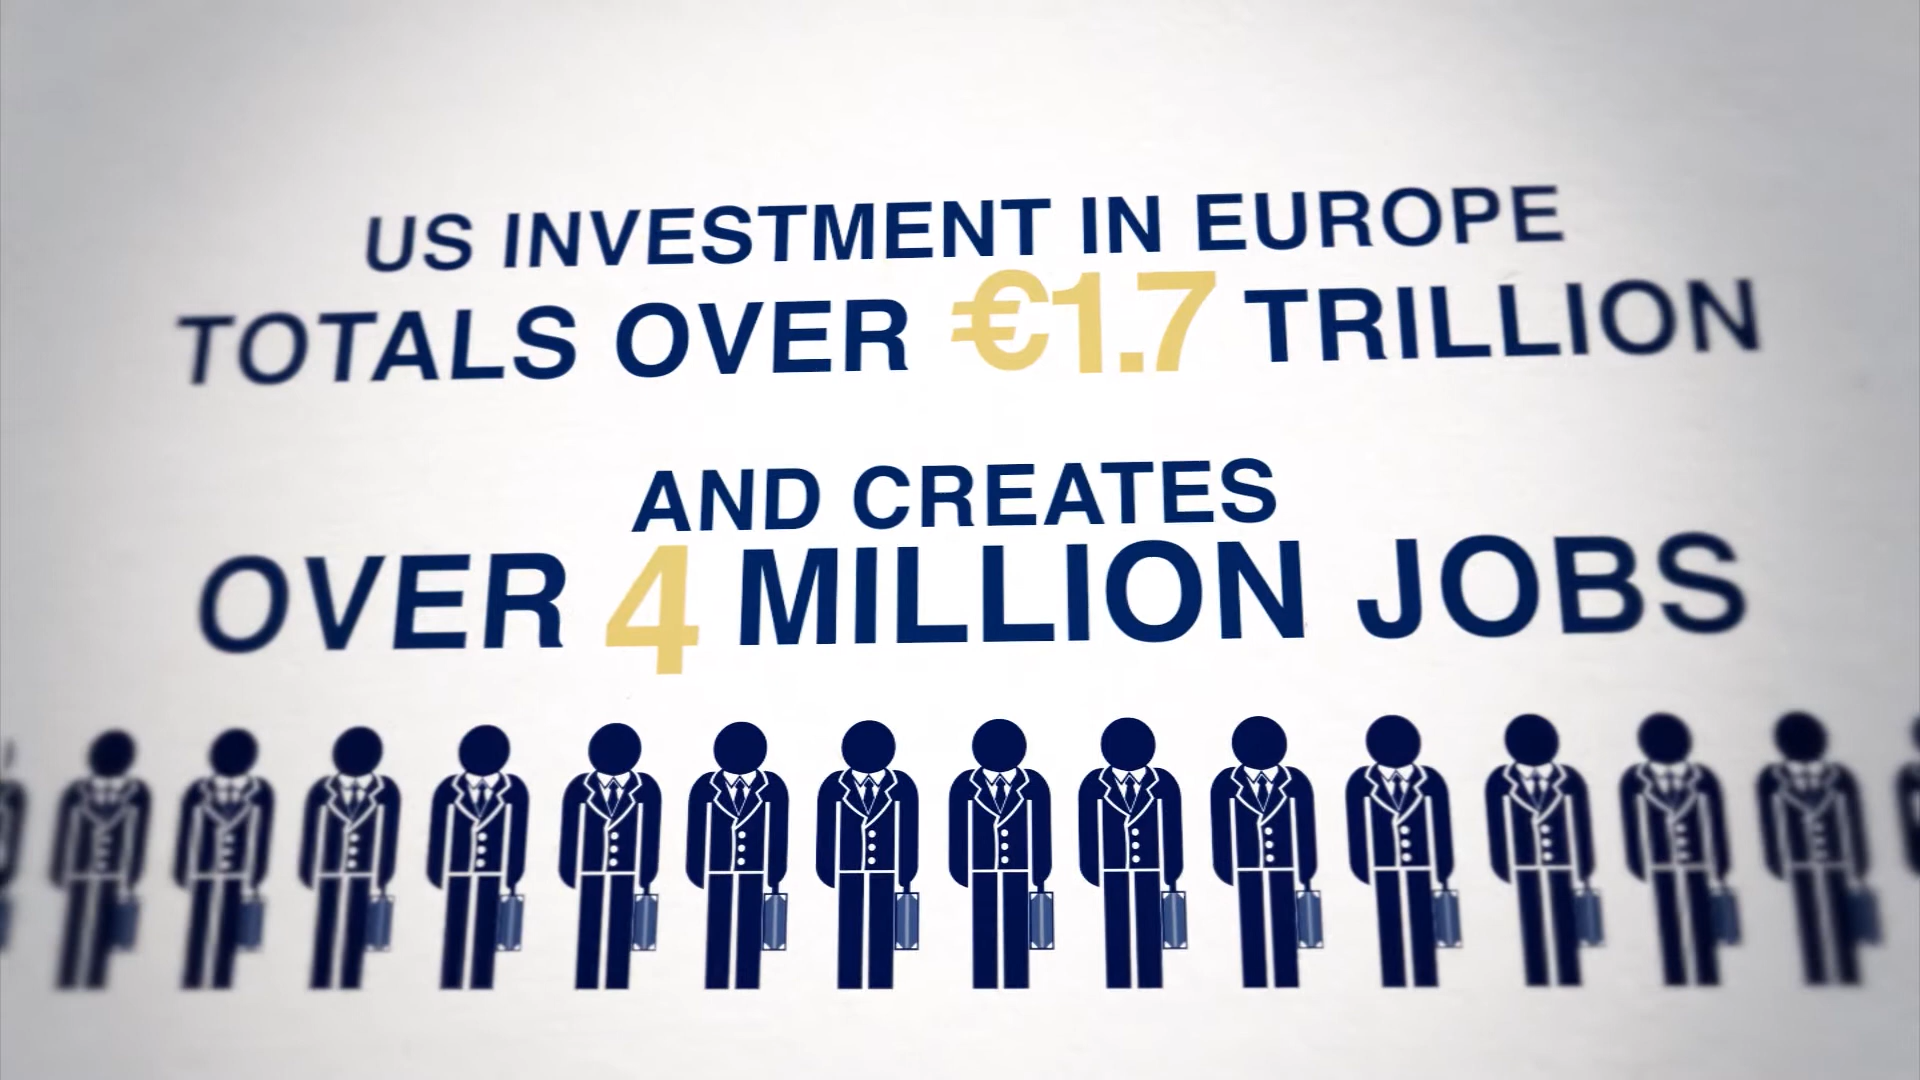 US INVESTMENT IN EUROPE
TOTALS OVER €1.7 TRILLION
AND CREATES
OVER 4 MILLION JOBS